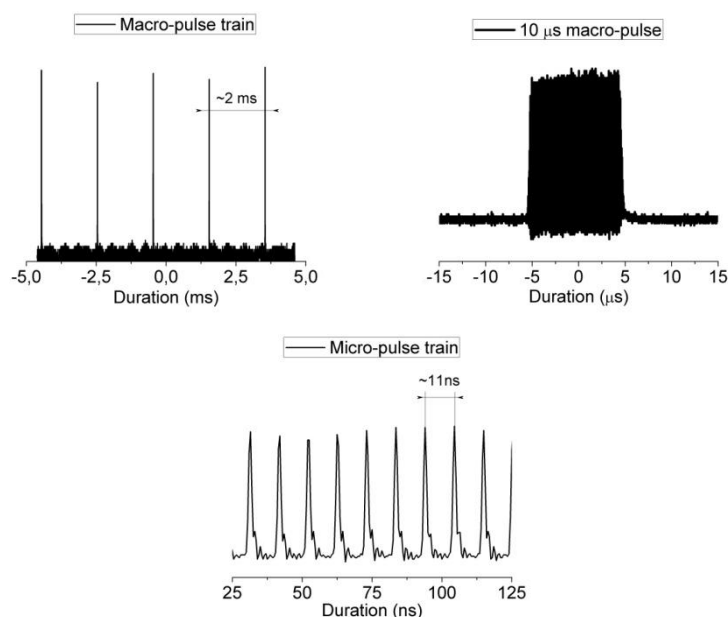 Macro-pulse train
~2 ms
-5,0 -2,5 0,0 2,5 5,0
Duration (ms)
10 μs macro-pulse
-15 -10 -5 0 5 10 15
Duration (μs)
Micro-pulse train
~11ns
25 50 75 100 125
Duration (ns)